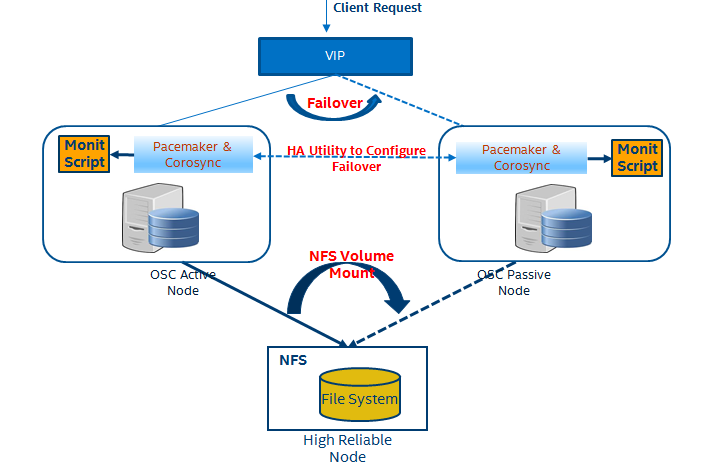 Client Request
VIP
Failover
Monit
Script
Pacemaker &
Corosync
HA Utility to Configure
Failover
Pacemaker &
Corosync
Monit
Script
OSC Active
Node
NFS Volume
Mount
OSC Passive
Node
NFS
File System
High Reliable
Node